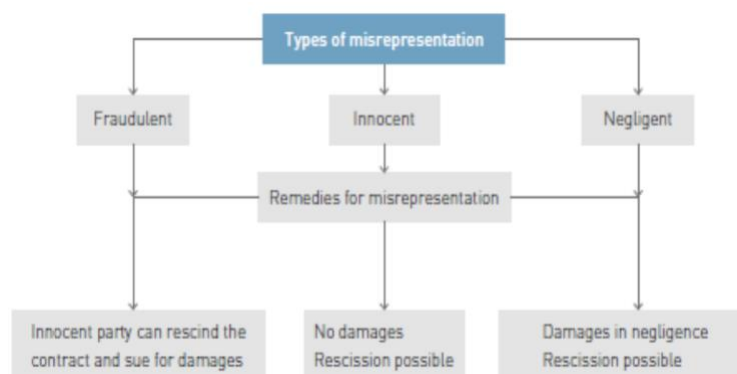 Types of misrepresentation
Fraudulent
Innocent
Negligent
Remedies for misrepresentation
Innocent party can rescind the
contract and sue for damages
No damages
Rescission possible
Damages in negligence
Rescission possible